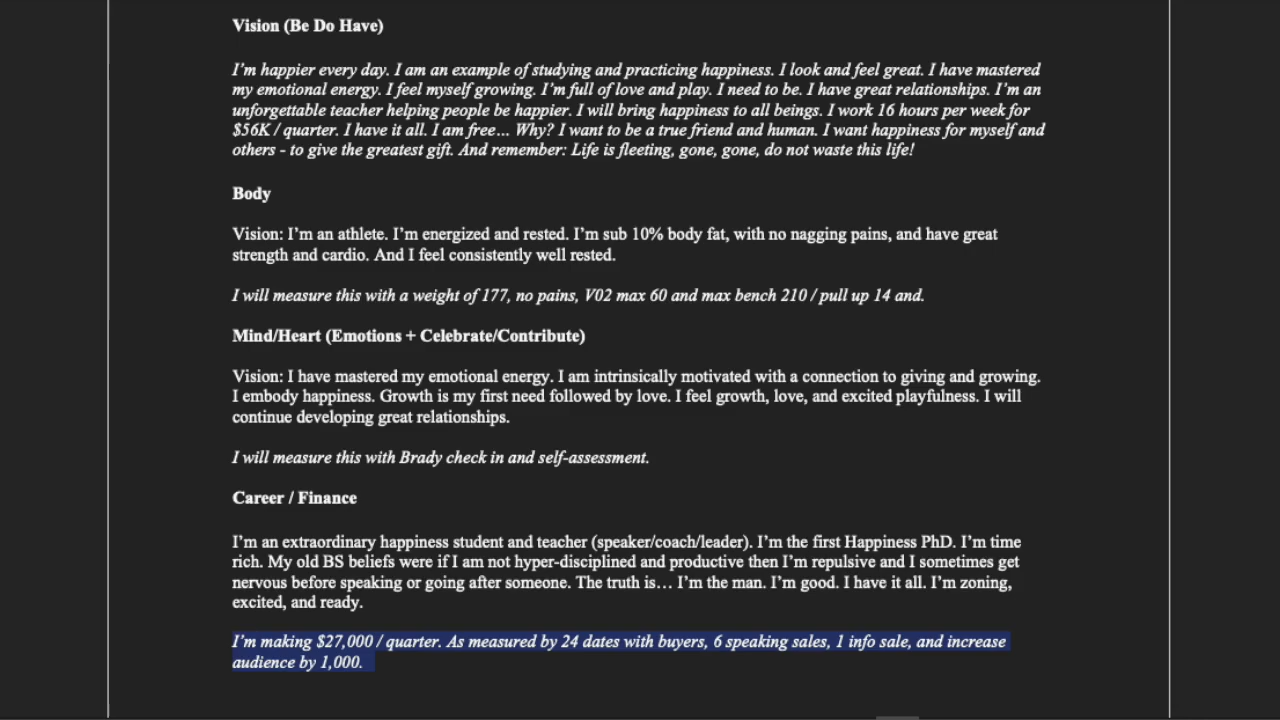 Vision (Be Do Have)
I'm happier every day. I am an example of studying and practicing happiness. I look and feel great. I have mastered
my emotional energy. I feel myself growing. I'm full of love and play. I need to be. I have great relationships. I'm an
unforgettable teacher helping people be happier. I will bring happiness to all beings. I work 16 hours per week for
$56K / quarter. I have it all. I am free… Why? I want to be a true friend and human. I want happiness for myself and
others - to give the greatest gift. And remember: Life is fleeting, gone, gone, do not waste this life!
Body
Vision: I'm an athlete. I'm energized and rested. I'm sub 10% body fat, with no nagging pains, and have great
strength and cardio. And I feel consistently well rested.
I will measure this with a weight of 177, no pains, V02 max 60 and max bench 210 / pull up 14 and.
Mind/Heart (Emotions + Celebrate/Contribute)
Vision: I have mastered my emotional energy. I am intrinsically motivated with a connection to giving and growing.
I embody happiness. Growth is my first need followed by love. I feel growth, love, and excited playfulness. I will
continue developing great relationships.
I will measure this with Brady check in and self-assessment.
Career / Finance
I'm an extraordinary happiness student and teacher (speaker/coach/leader). I'm the first Happiness PhD. I'm time
rich. My old BS beliefs were if I am not hyper-disciplined and productive then I'm repulsive and I sometimes get
nervous before speaking or going after someone. The truth is… I'm the man. I'm good. I have it all. I'm zoning,
excited, and ready.
I'm making $27,000 / quarter. As measured by 24 dates with buyers, 6 speaking sales, 1 info sale, and increase
audience by 1,000.